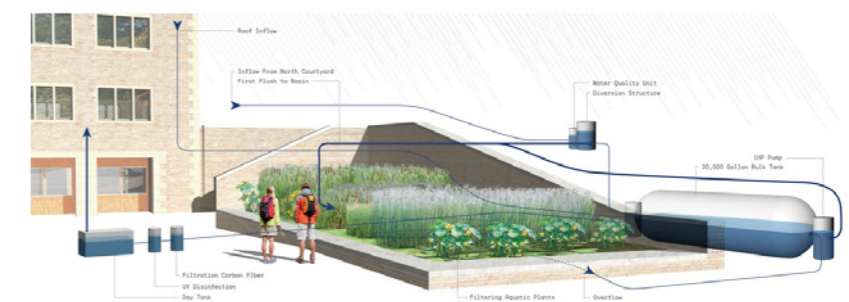 Roof Inflow
Inflow From North Courtyard
First Flush to Basin
Water Quality Unit
Diversion Structure
1HP Pump
20,000 Gallon Bulk Tank
Filtration Carbon Fiber
UV Disinfection
Day Tank
Filtering Aquatic Plants
Overflow